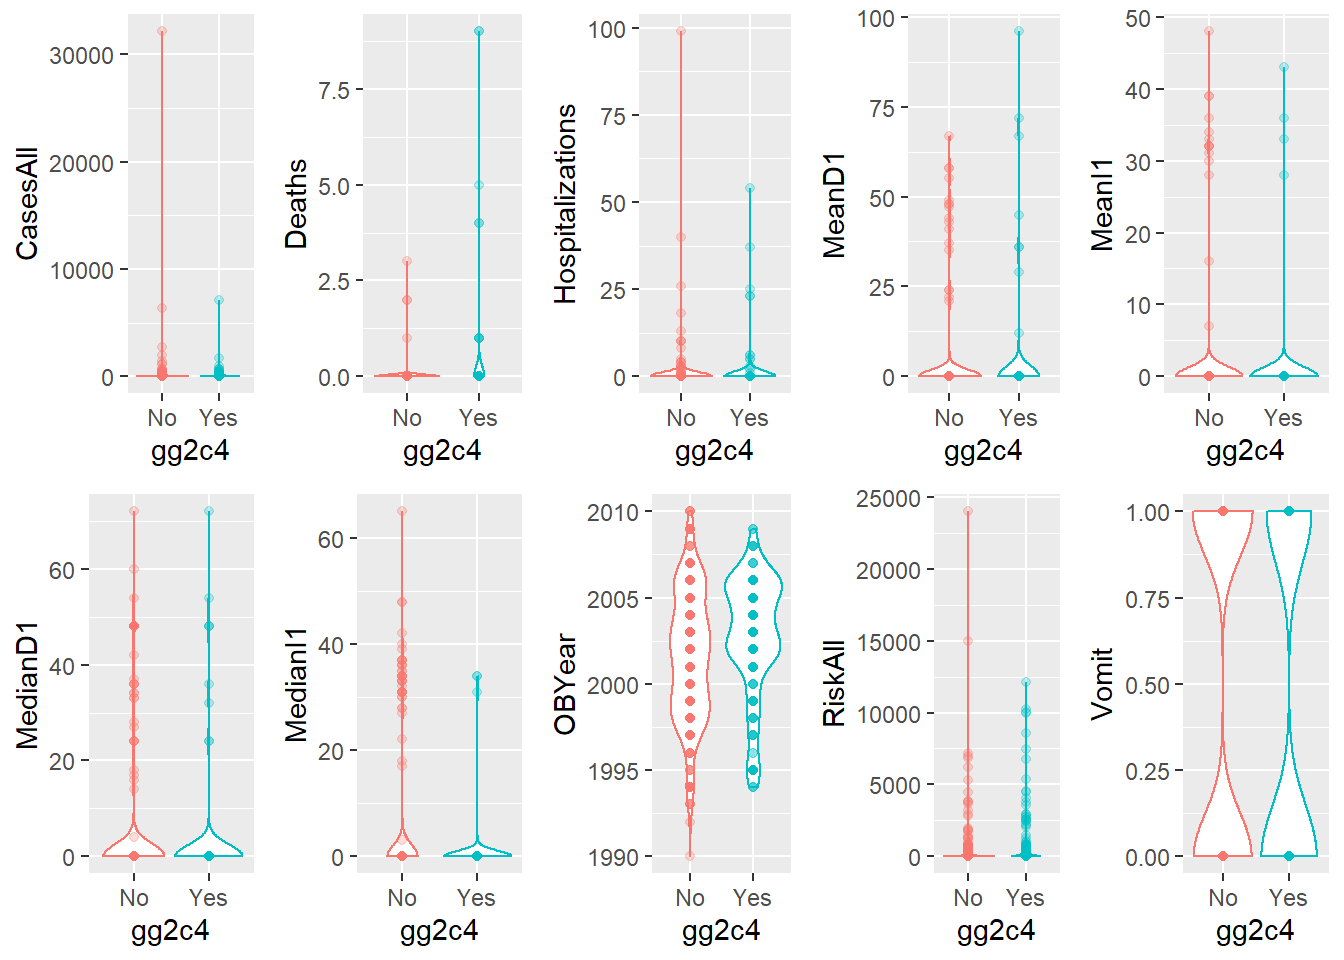 CasesAll
30000
20000
10000
0
No Yes
gg2c4
Deaths
7.5
5.0
2.5
0.0
No Yes
gg2c4
Hospitalizations
100
75
50
25
0
No Yes
gg2c4
MeanD1
100
75
50
25
0
No Yes
gg2c4
MeanI1
50
40
30
20
10
0
No Yes
gg2c4
MedianD1
60
40
20
0
No Yes
gg2c4
MedianI1
60
40
20
0
No Yes
gg2c4
OBYear
2010
2005
2000
1995
1990
No Yes
gg2c4
RiskAll
25000
20000
15000
10000
5000
0
No Yes
gg2c4
Vomit
1.00
0.75
0.50
0.25
0.00
No Yes
gg2c4